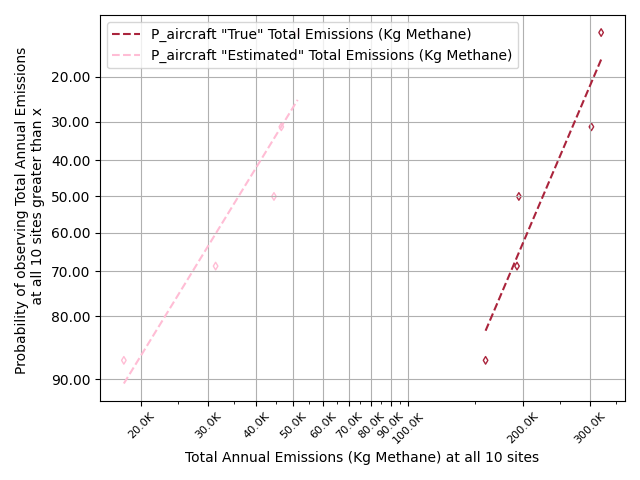 P_aircraft "True" Total Emissions (Kg Methane)
P_aircraft "Estimated" Total Emissions (Kg Methane)
Probability of observing Total Annual Emissions
at all 10 sites greater than x
20.00
30.00
40.00
50.00
60.00
70.00
80.00
90.00
20.0K
30.0K
40.0K
50.0K
60.0K
70.0K
80.0K
90.0K
100.0K
200.0K
300.0K
Total Annual Emissions (Kg Methane) at all 10 sites